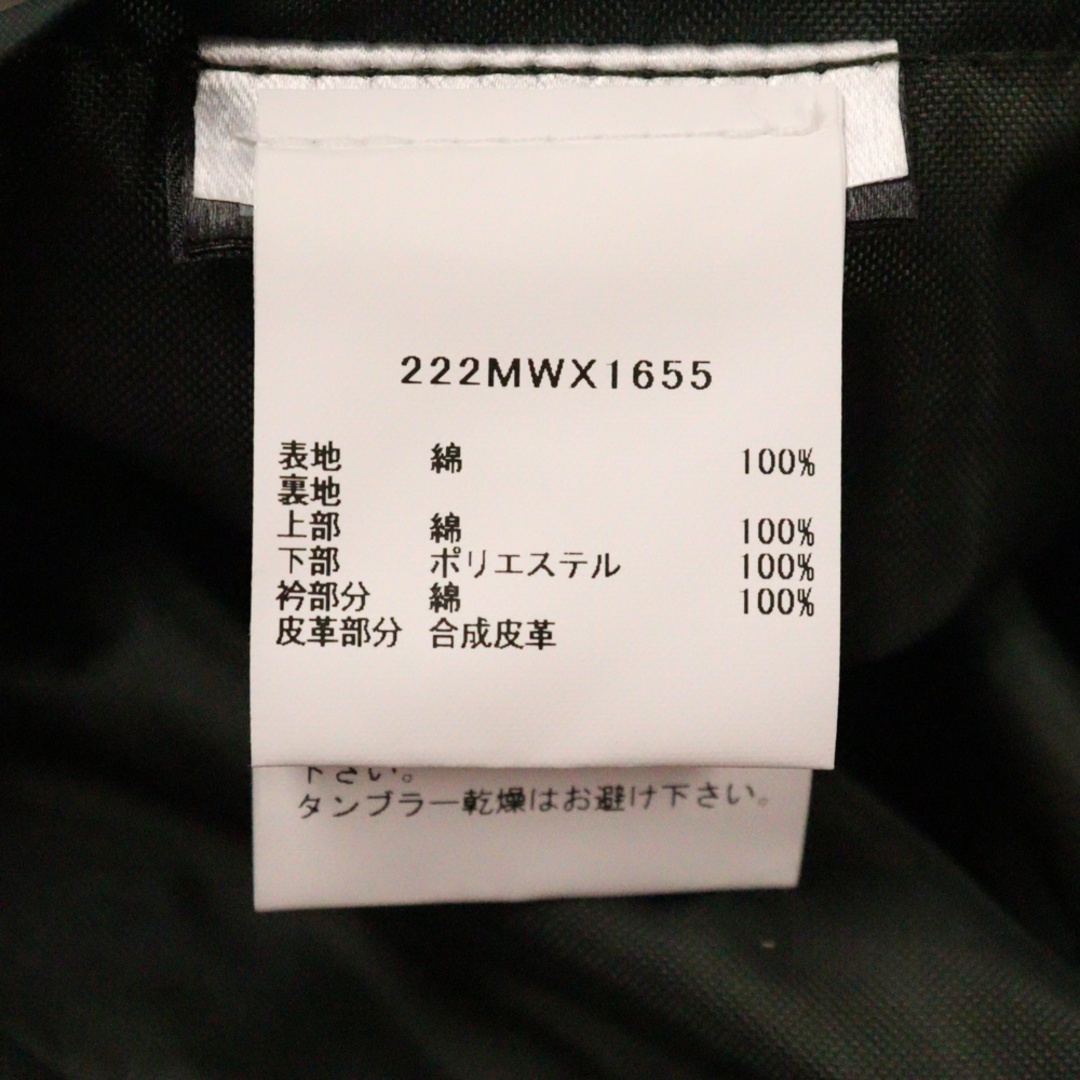 222MWX1655
表地 綿 100%
裏地
上部 綿 100%
下部 ポリエステル 100%
衿部分 綿 100%
皮革部分 合成皮革
下さい。
タンブラー乾燥はお避け下さい。